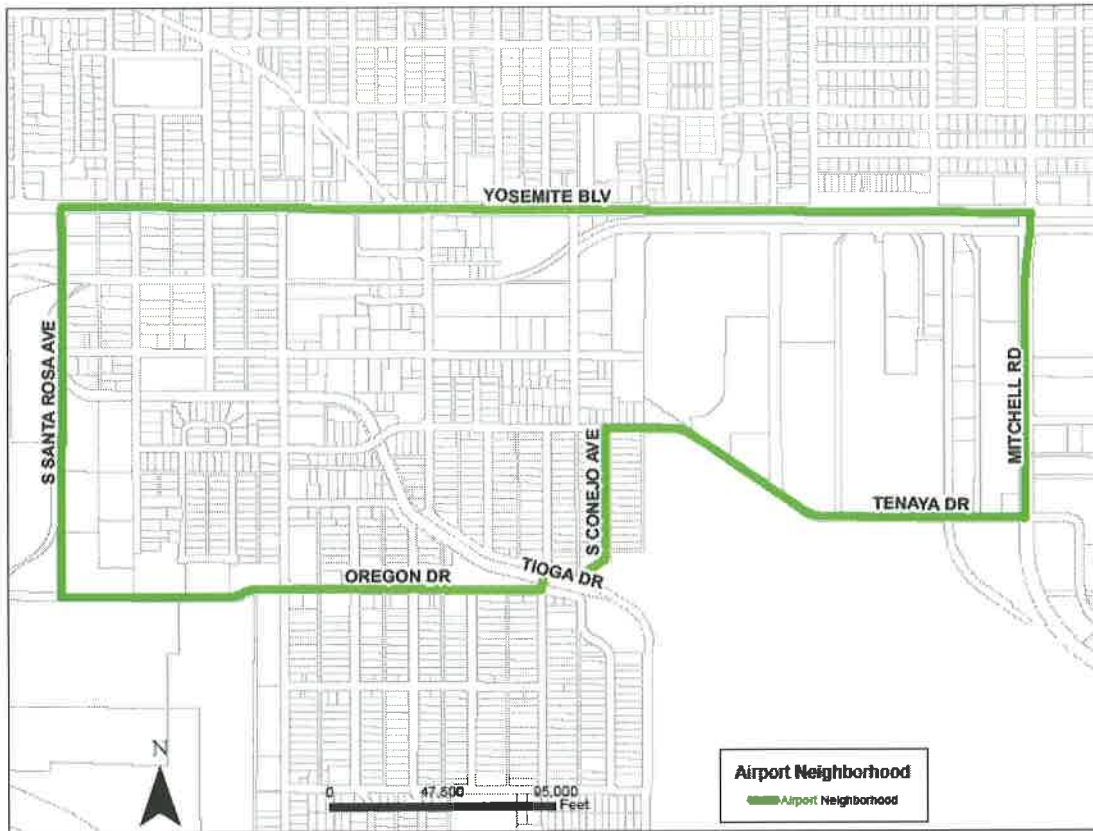 YOSEMITE BLV
S SANTA ROSA AVE
MITCHELL RD
S CONEJO AVE
TENAYA DR
TIOGA DR
OREGON DR
N
0 47,500 95,000
Feet
Airport Neighborhood
Airport Neighborhood